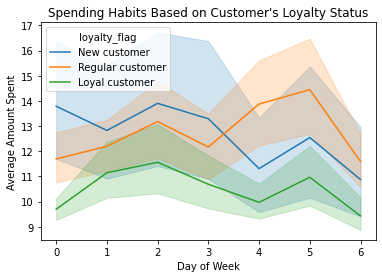 Spending Habits Based on Customer's Loyalty Status
loyalty_flag
New customer
Regular customer
Loyal customer
Average Amount Spent
17
16
15
14
13
12
11
10
9
0 1 2 3 4 5 6
Day of Week